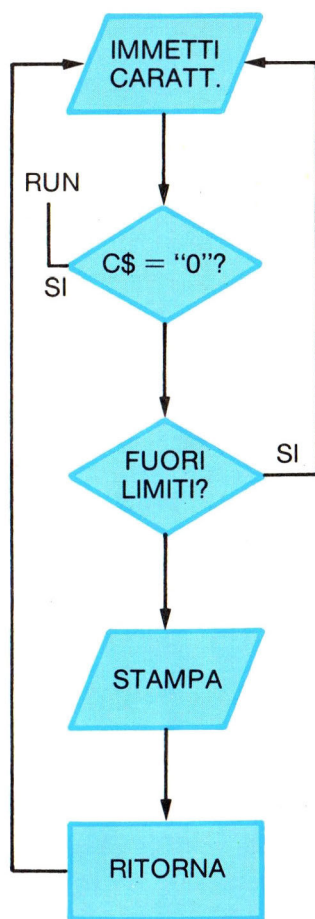 IMMETTI
CARATT.
RUN
SI
C$ = "0"?
FUORI
LIMITI?
SI
STAMPA
RITORNA